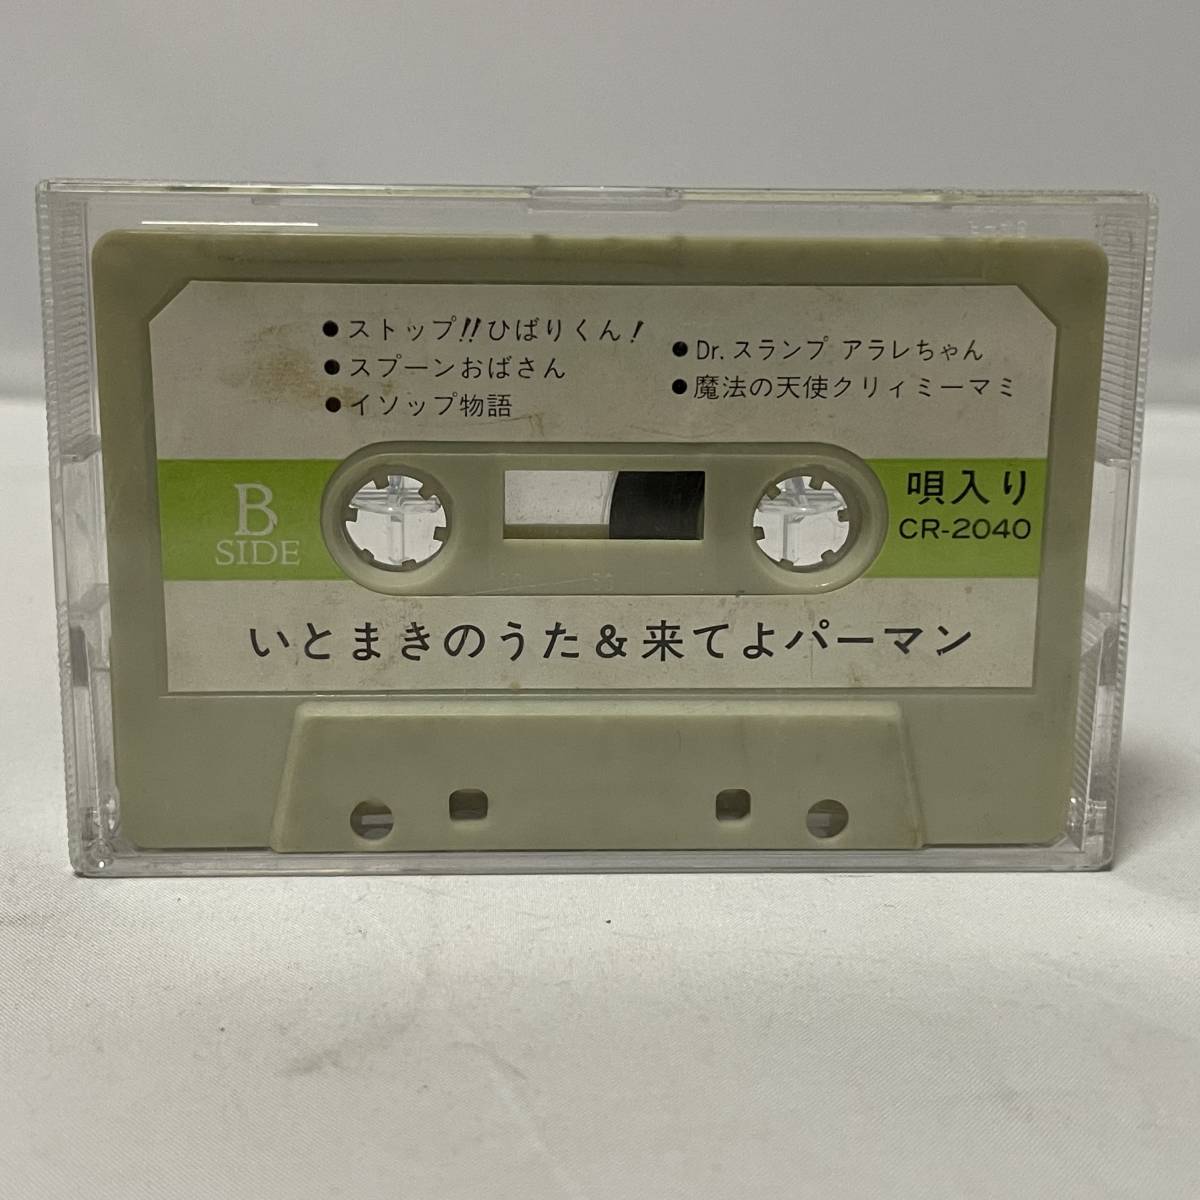 ●ストップ!!ひばりくん!
●スプーンおばさん
●イソップ物語
●Dr.スランプ アラレちゃん
●魔法の天使クリィミーマミ
B
SIDE
唄入り
CR-2040
いとまきのうた&来てよパーマン